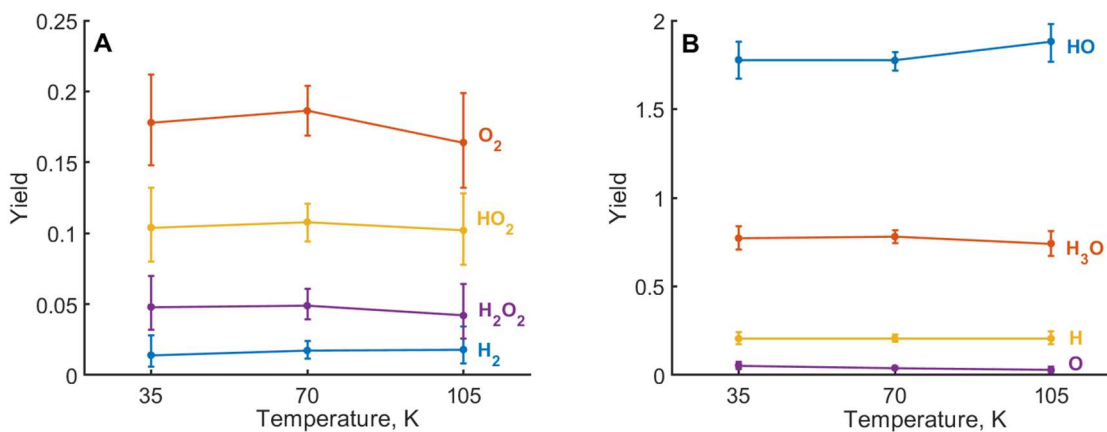 A
Yield
0.25
0.2
0.15
0.1
0.05
0
O2
HO2
H2O2
H2
35 70 105
Temperature, K
B
Yield
2
1.5
1
0.5
0
HO
H3O
H
O
35 70 105
Temperature, K